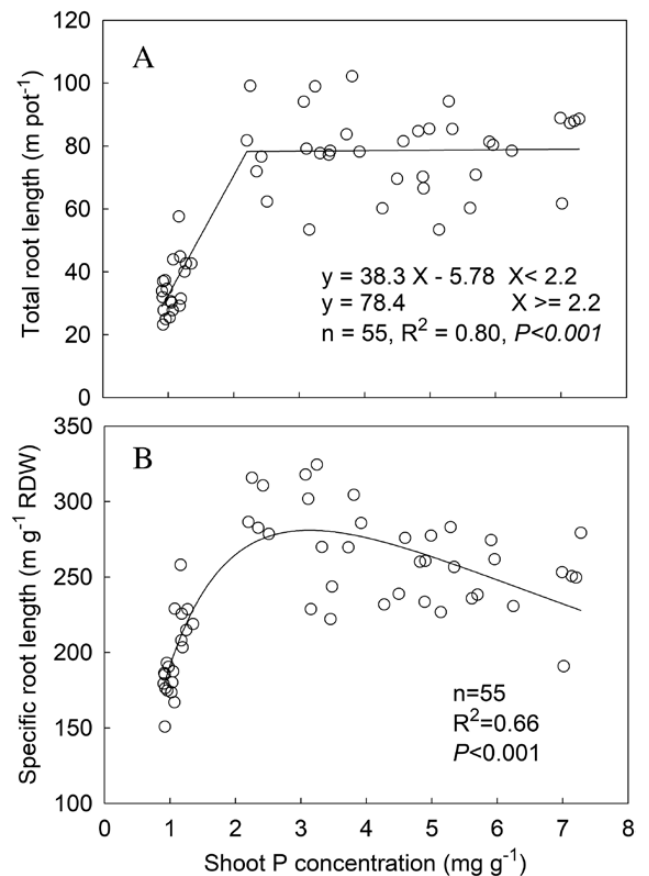 A
Total root length (m pot⁻¹)
120
100
80
60
40
20
0
y = 38.3 X - 5.78 X< 2.2
y = 78.4 X >= 2.2
n = 55, R² = 0.80, P<0.001
B
Specific root length (m g⁻¹ RDW)
350
300
250
200
150
100
n=55
R²=0.66
P<0.001
0 1 2 3 4 5 6 7 8
Shoot P concentration (mg g⁻¹)